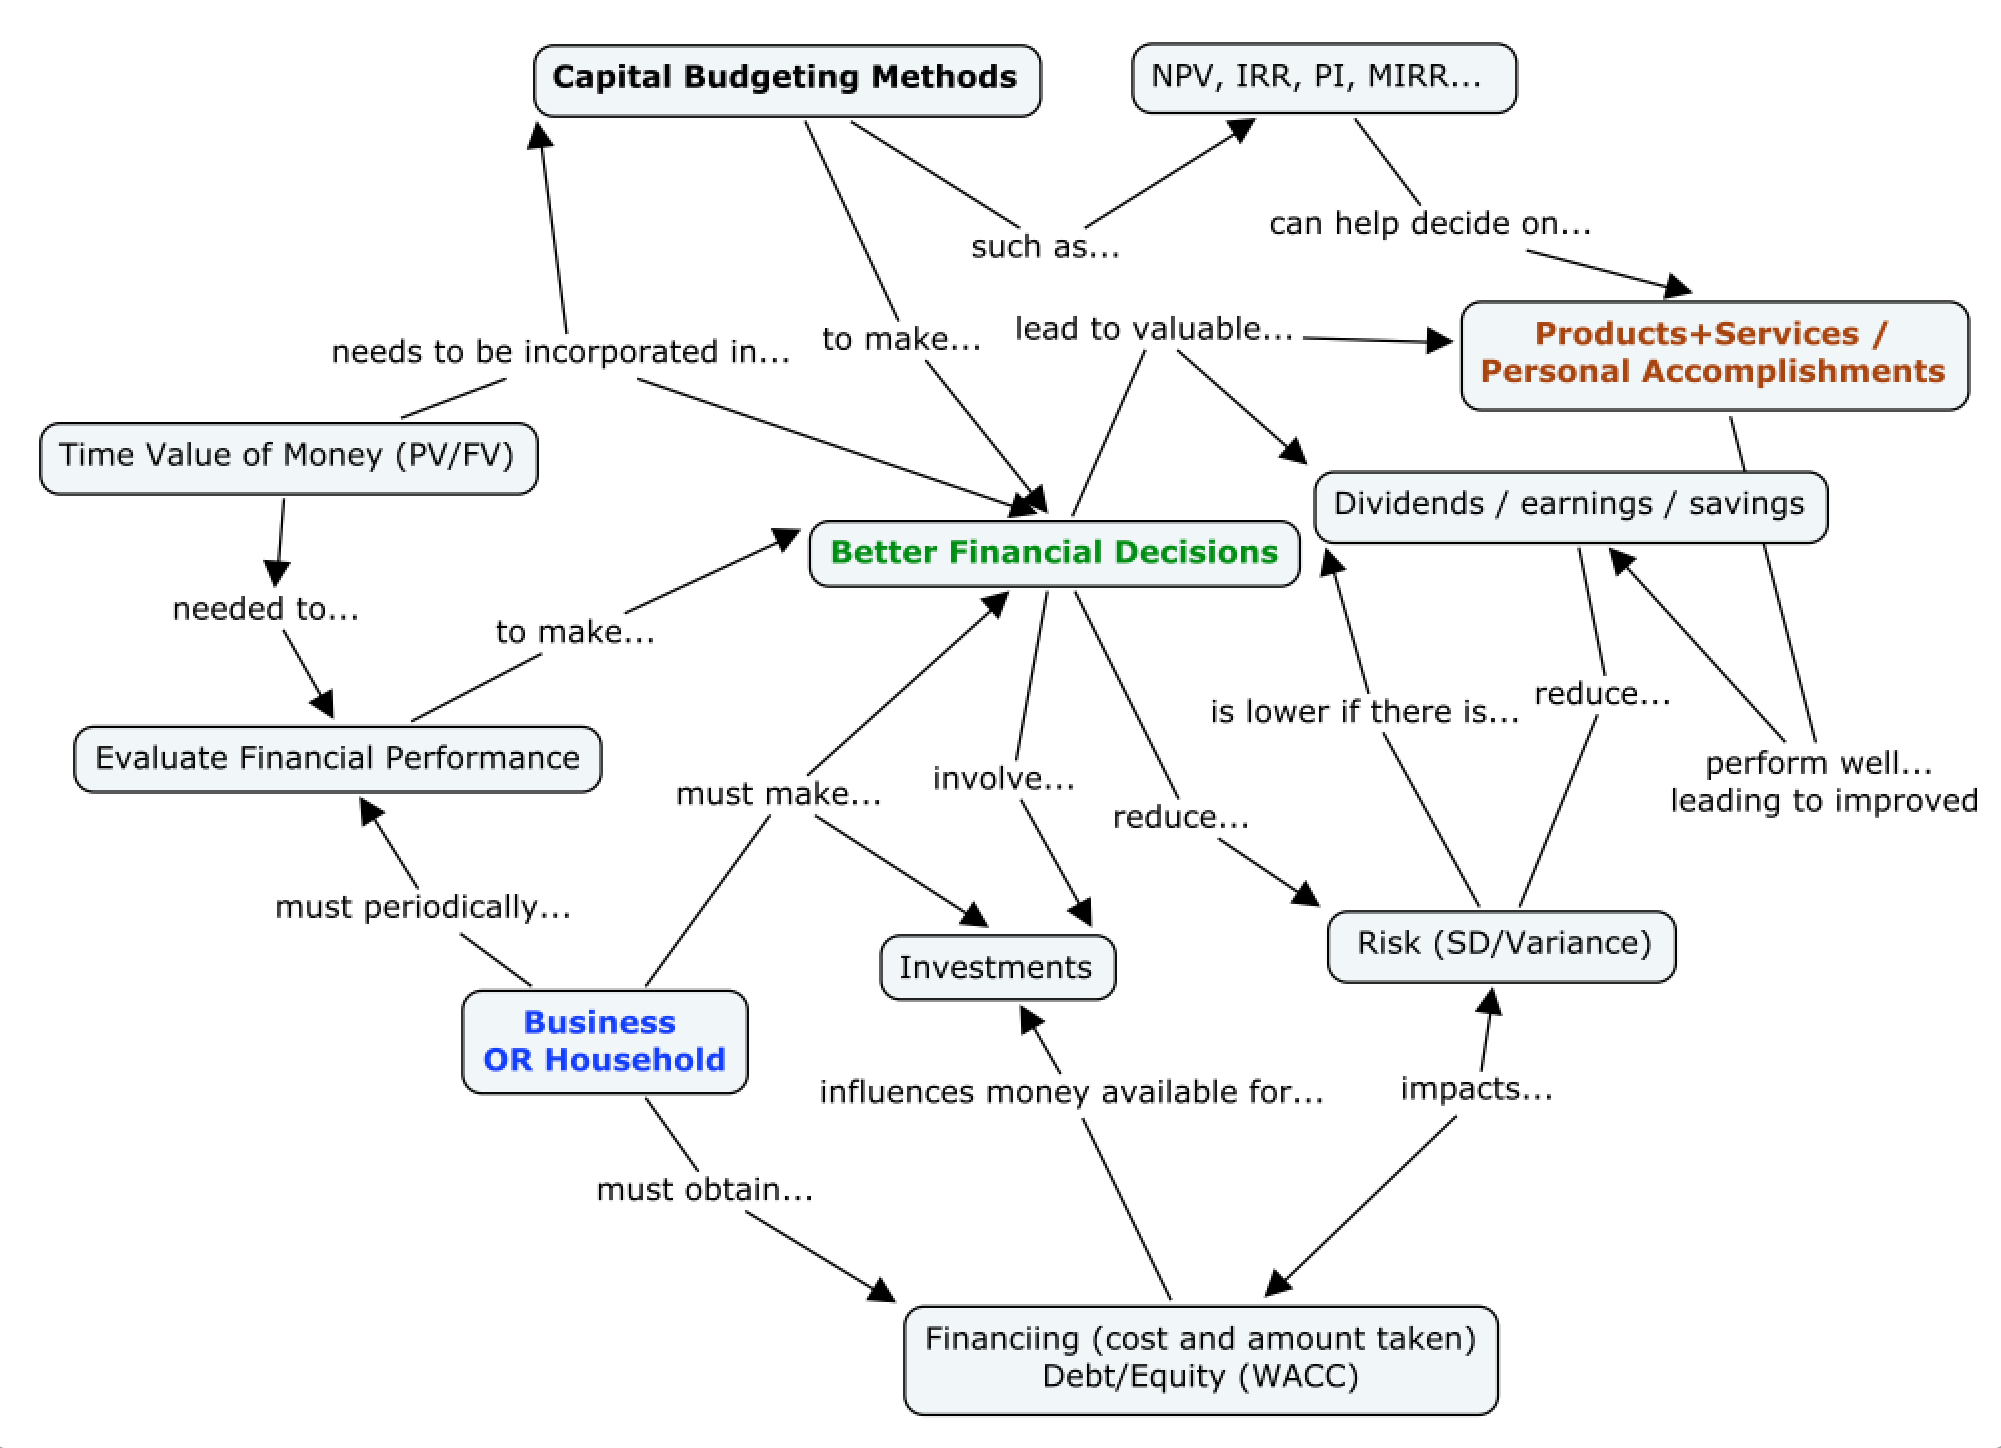 Capital Budgeting Methods
NPV, IRR, PI, MIRR...
such as...
can help decide on...
needs to be incorporated in...
to make...
lead to valuable...
Products+Services /
Personal Accomplishments
Time Value of Money (PV/FV)
Dividends / earnings / savings
Better Financial Decisions
needed to...
to make...
is lower if there is...
reduce...
Evaluate Financial Performance
must make...
involve...
reduce...
perform well...
leading to improved
must periodically...
Risk (SD/Variance)
Investments
Business
OR Household
influences money available for...
impacts...
must obtain...
Financiing (cost and amount taken)
Debt/Equity (WACC)